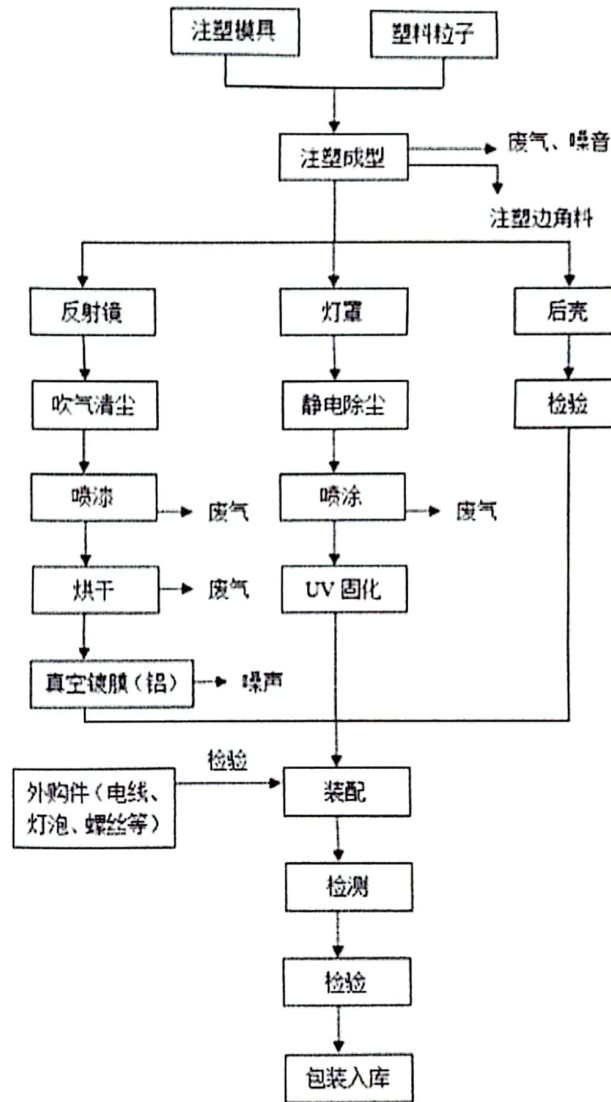 注塑模具
塑料粒子
注塑成型
废气、噪音
注塑边角料
反射镜
灯罩
后壳
吹气清尘
静电除尘
检验
喷漆
废气
喷涂
废气
烘干
废气
UV 固化
真空镀膜（铝）
噪声
检验
外购件（电线、
灯泡、螺丝等）
装配
检测
检验
包装入库